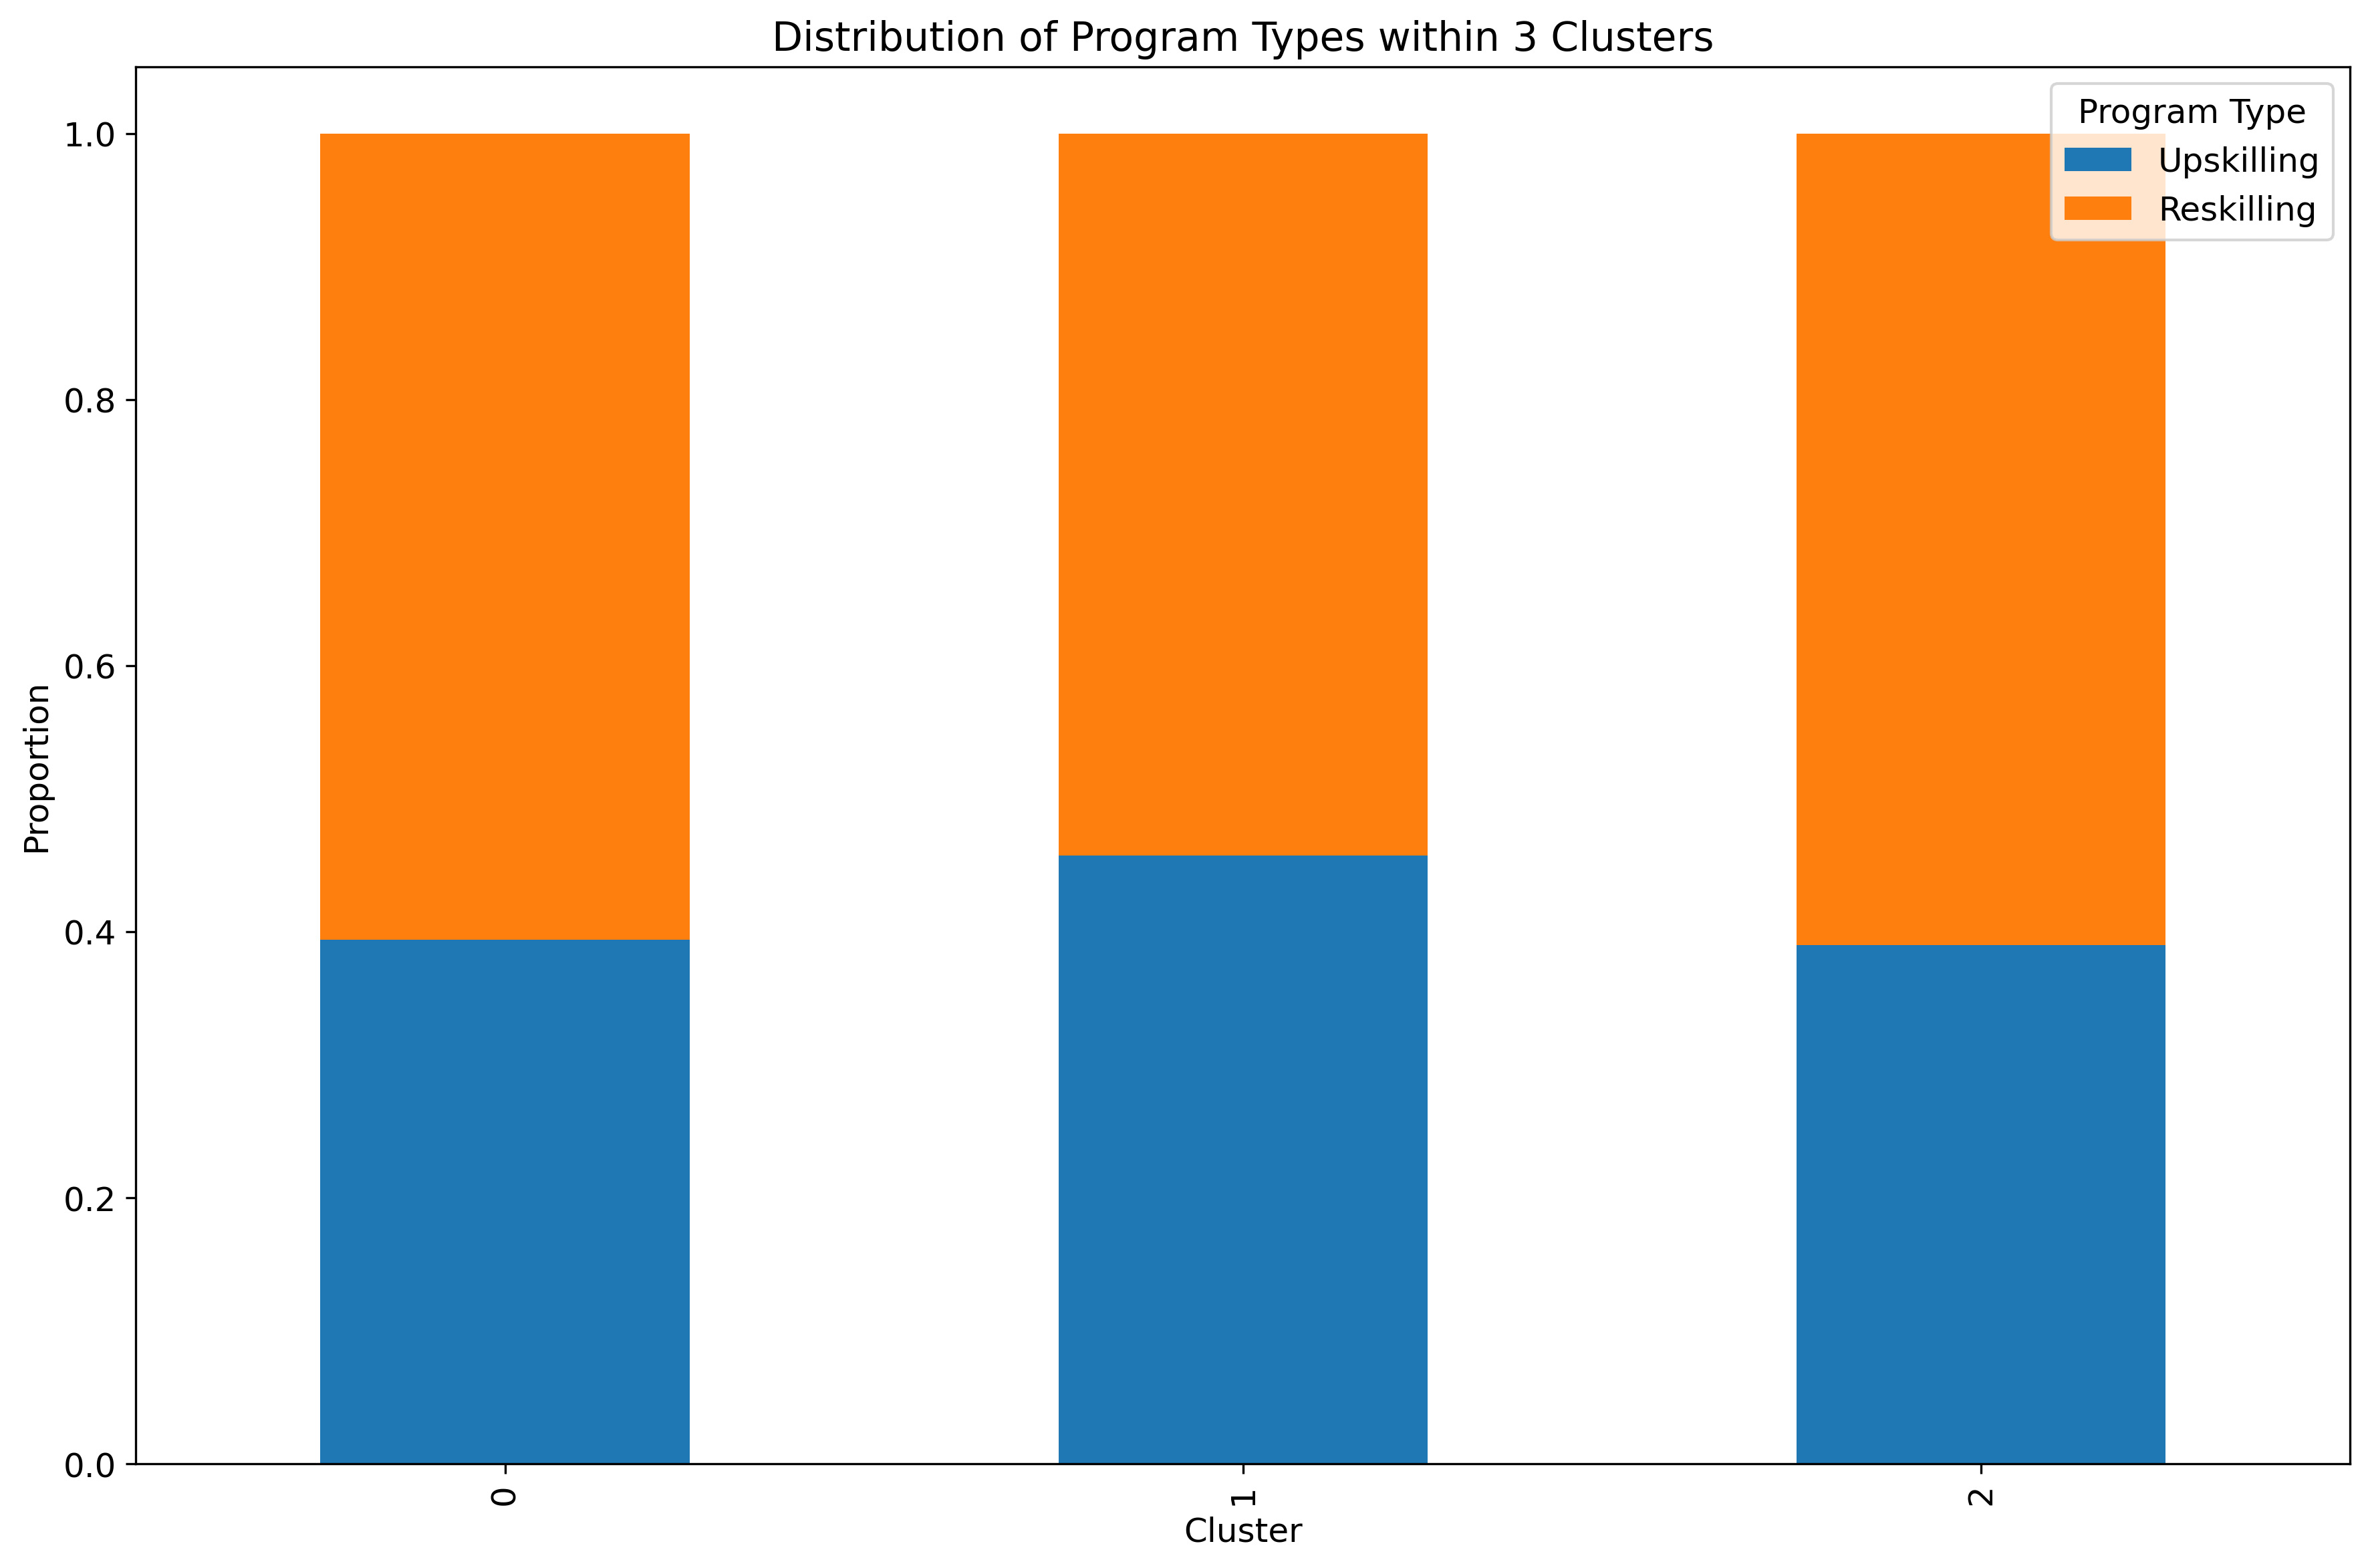 Distribution of Program Types within 3 Clusters
Program Type
Upskilling
Reskilling
1.0
0.8
0.6
0.4
0.2
0.0
Proportion
0
1
2
Cluster